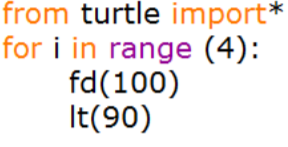 from turtle import*
for i in range (4):
fd(100)
lt(90)